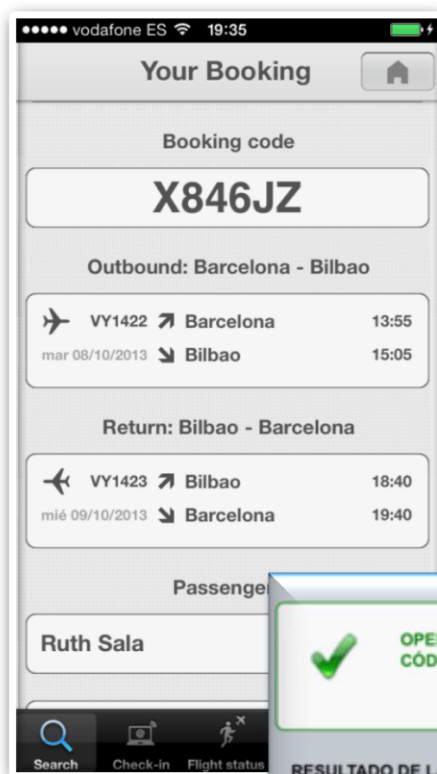 vodafone ES 19:35
Your Booking
Booking code
X846JZ
Outbound: Barcelona - Bilbao
VY1422 Barcelona 13:55
mar 08/10/2013 Bilbao 15:05
Return: Bilbao - Barcelona
VY1423 Bilbao 18:40
mié 09/10/2013 Barcelona 19:40
Ruth Sala
Search Check-in Flight status
RESULTADO DE L